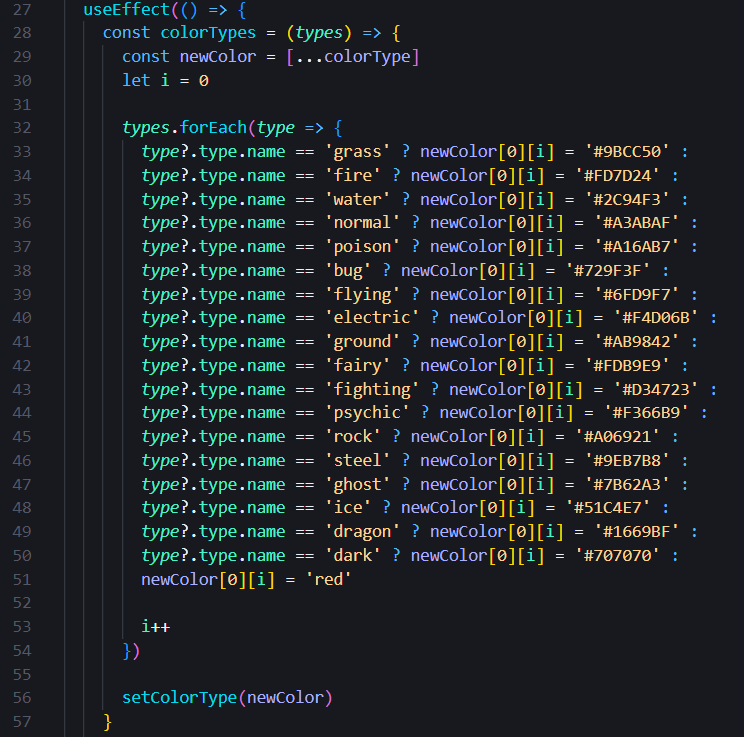 27 useEffect(() => {
28 const colorTypes = (types) => {
29 const newColor = [...colorType]
30 let i = 0
31
32 types.forEach(type => {
33 type?.type.name == 'grass' ? newColor[0][i] = '#9BCC50' :
34 type?.type.name == 'fire' ? newColor[0][i] = '#FD7D24' :
35 type?.type.name == 'water' ? newColor[0][i] = '#2C94F3' :
36 type?.type.name == 'normal' ? newColor[0][i] = '#A3ABAF' :
37 type?.type.name == 'poison' ? newColor[0][i] = '#A16AB7' :
38 type?.type.name == 'bug' ? newColor[0][i] = '#729F3F' :
39 type?.type.name == 'flying' ? newColor[0][i] = '#6FD9F7' :
40 type?.type.name == 'electric' ? newColor[0][i] = '#F4D06B' :
41 type?.type.name == 'ground' ? newColor[0][i] = '#AB9842' :
42 type?.type.name == 'fairy' ? newColor[0][i] = '#FDB9E9' :
43 type?.type.name == 'fighting' ? newColor[0][i] = '#D34723' :
44 type?.type.name == 'psychic' ? newColor[0][i] = '#F366B9' :
45 type?.type.name == 'rock' ? newColor[0][i] = '#A06921' :
46 type?.type.name == 'steel' ? newColor[0][i] = '#9EB7B8' :
47 type?.type.name == 'ghost' ? newColor[0][i] = '#7B62A3' :
48 type?.type.name == 'ice' ? newColor[0][i] = '#51C4E7' :
49 type?.type.name == 'dragon' ? newColor[0][i] = '#1669BF' :
50 type?.type.name == 'dark' ? newColor[0][i] = '#707070' :
51 newColor[0][i] = 'red'
52
53 i++
54 })
55
56 setColorType(newColor)
57 }